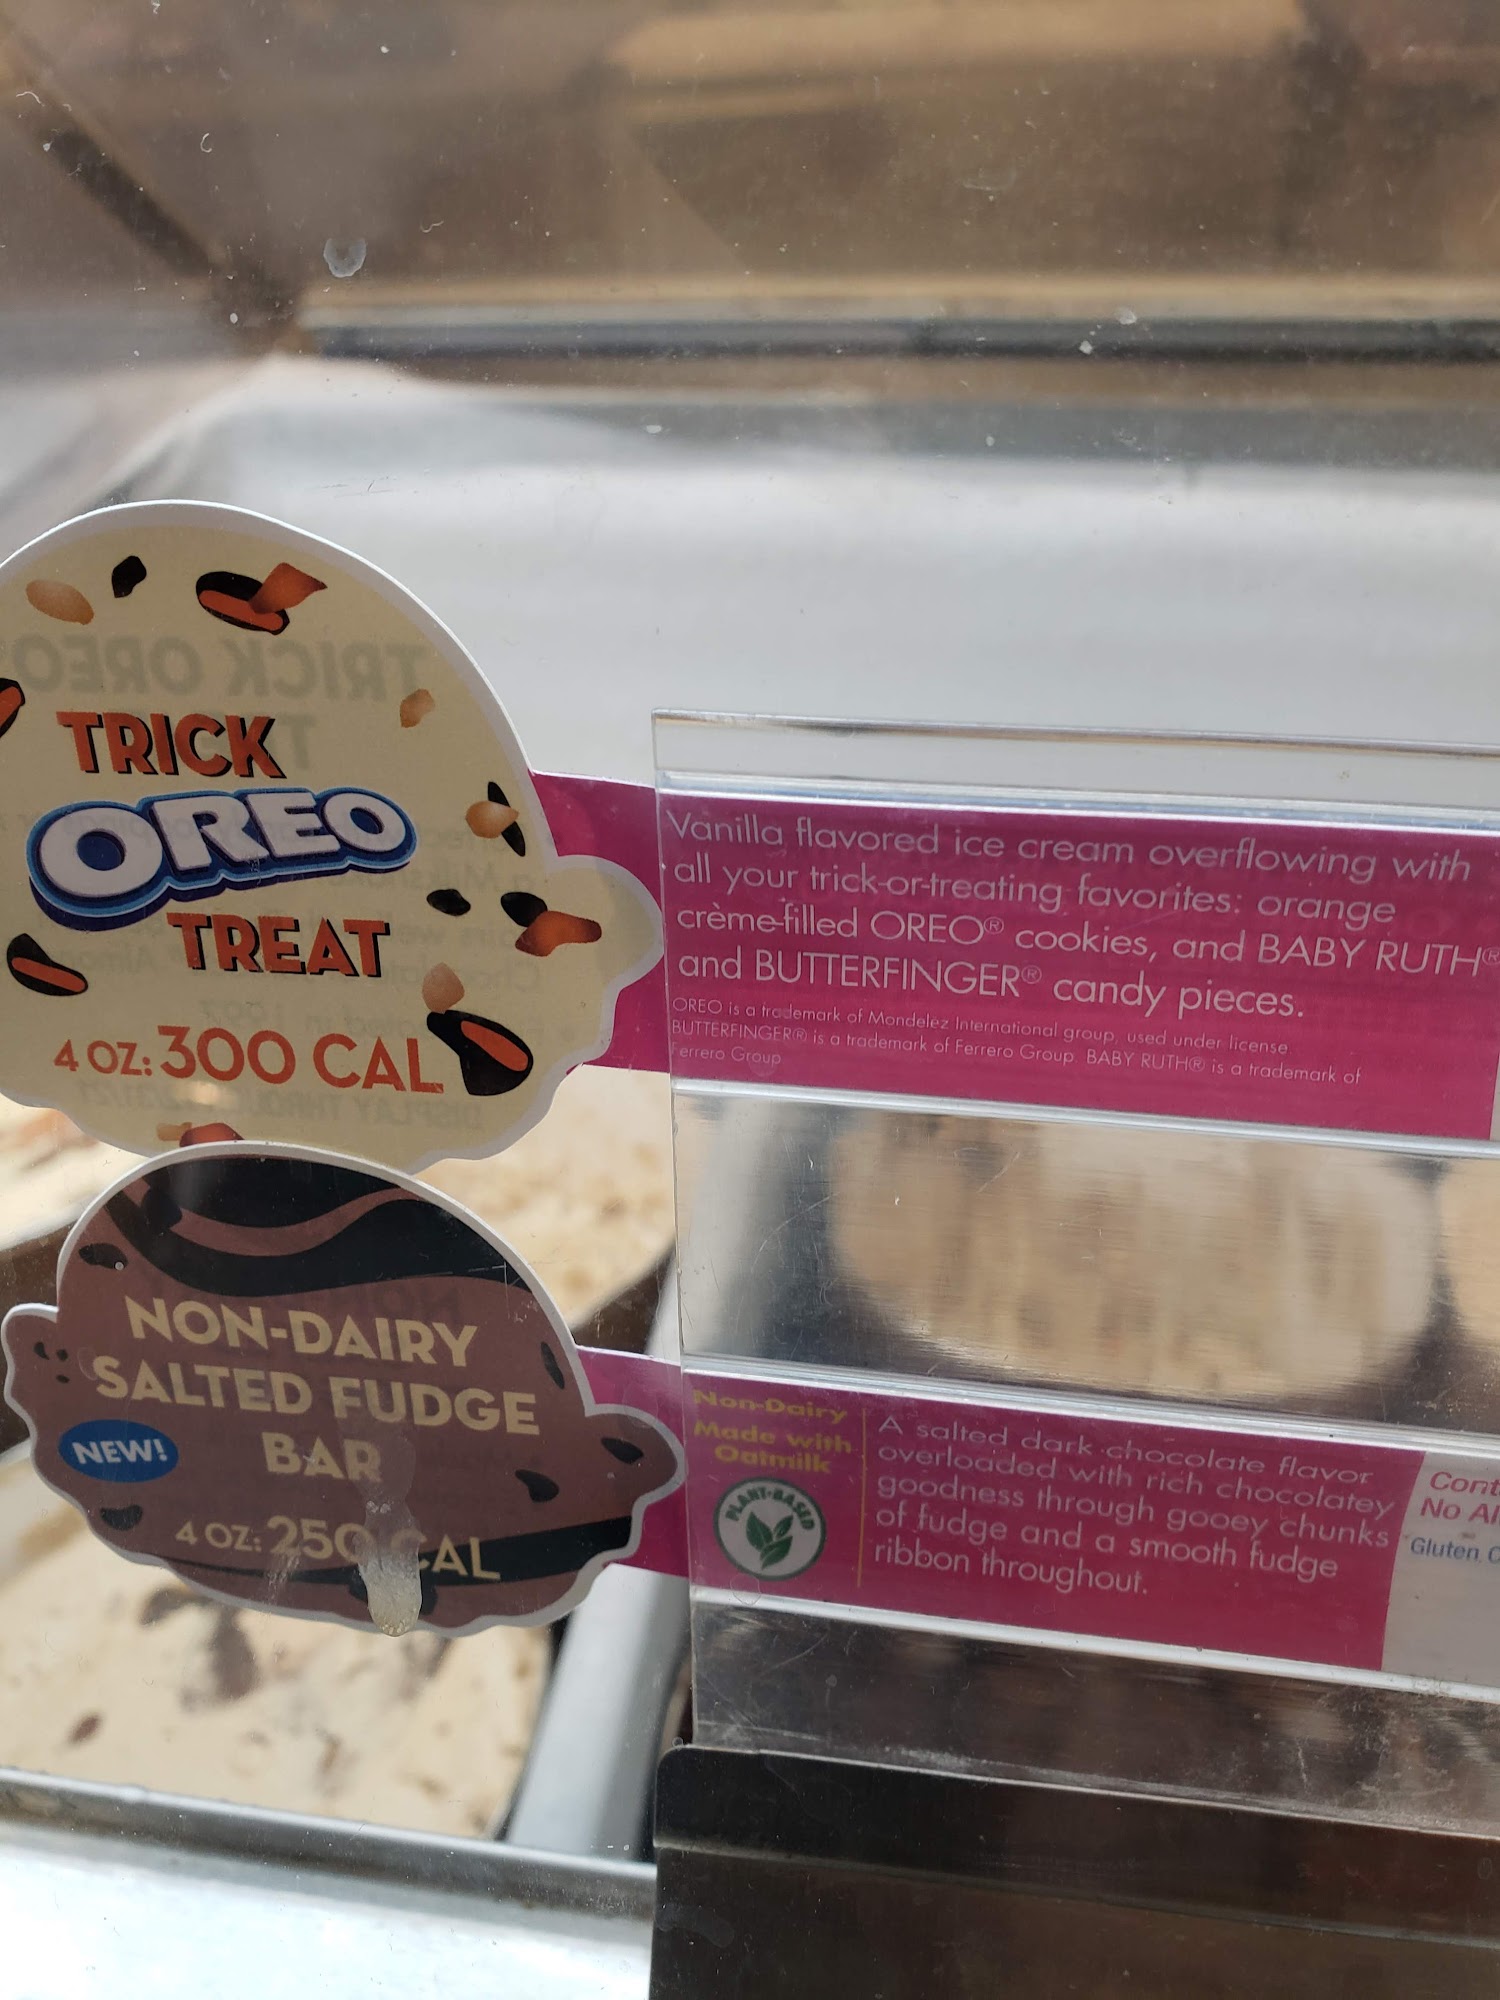 TRICK
OREO
TREAT
4 OZ: 300 CAL
Vanilla flavored ice cream overflowing with
all your trick-or-treating favorites: orange
crème-filled OREO® cookies, and BABY RUTH®
and BUTTERFINGER® candy pieces.
OREO is a trademark of Mondelēz International group, used under license.
BUTTERFINGER® is a trademark of Ferrero Group. BABY RUTH® is a trademark of
Ferrero Group
NON-DAIRY
SALTED FUDGE
BAR
NEW!
4 OZ: 250 CAL
Non-Dairy
Made with
Oatmilk
PLANT-BASED
A salted dark chocolate flavor
overloaded with rich chocolatey
goodness through gooey chunks
of fudge and a smooth fudge
ribbon throughout.
No
Gluten